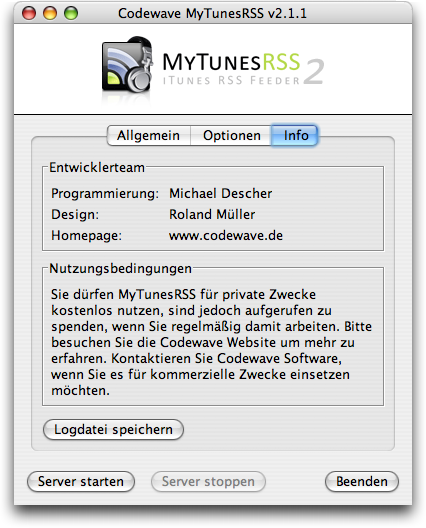 Codewave MyTunesRSS v2.1.1
MyTunesRSS
iTunes RSS Feeder 2
Allgemein Optionen Info
Entwicklerteam
Programmierung: Michael Descher
Design: Roland Müller
Homepage: www.codewave.de
Nutzungsbedingungen
Sie dürfen MyTunesRSS für private Zwecke
kostenlos nutzen, sind jedoch aufgerufen zu
spenden, wenn Sie regelmäßig damit arbeiten. Bitte
besuchen Sie die Codewave Website um mehr zu
erfahren. Kontaktieren Sie Codewave Software,
wenn Sie es für kommerzielle Zwecke einsetzen
möchten.
Logdatei speichern
Server starten Server stoppen Beenden